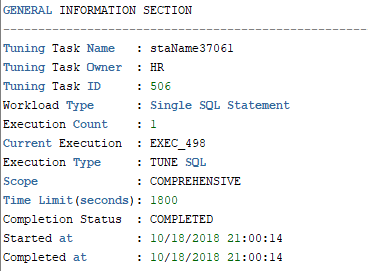 GENERAL INFORMATION SECTION
-------------------------------------------------------
Tuning Task Name   : staName37061
Tuning Task Owner  : HR
Tuning Task ID     : 506
Workload Type      : Single SQL Statement
Execution Count    : 1
Current Execution  : EXEC_498
Execution Type     : TUNE SQL
Scope              : COMPREHENSIVE
Time Limit(seconds): 1800
Completion Status  : COMPLETED
Started at         : 10/18/2018 21:00:14
Completed at       : 10/18/2018 21:00:14